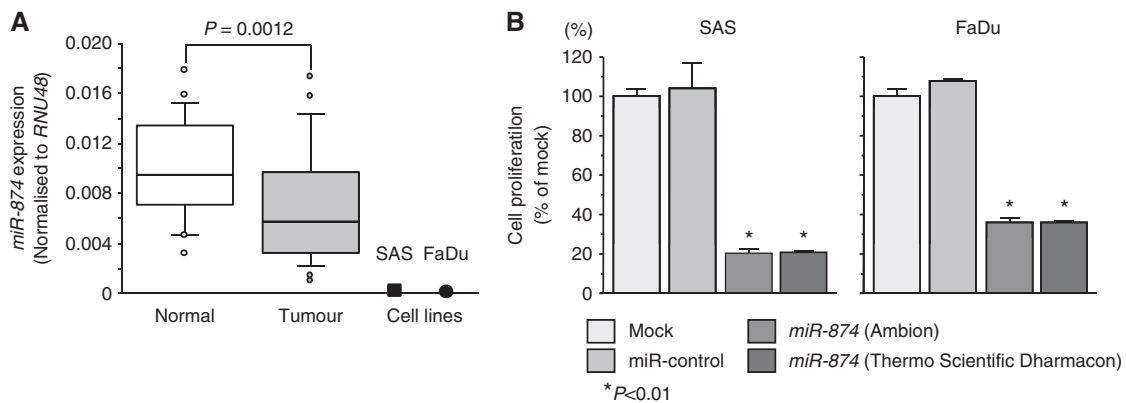 A
P = 0.0012
miR-874 expression
(Normalised to RNU48)
0.020
0.016
0.012
0.008
0.004
0
SAS FaDu
Normal Tumour Cell lines
B
(%) SAS FaDu
Cell proliferatilon
(% of mock)
120
100
80
60
40
20
0
* * * *
Mock miR-874 (Ambion)
miR-control miR-874 (Thermo Scientific Dharmacon)
*P<0.01